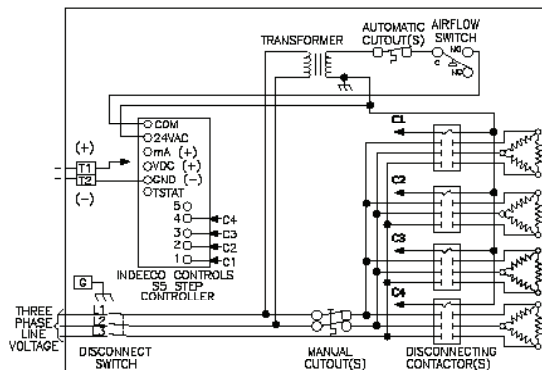 AUTOMATIC
CUTOUT(S)
AIRFLOW
SWITCH
TRANSFORMER
NO
C
NC
COM
24VAC
mA (+)
VDC (+)
GND (-)
TSTAT
5
4
3
2
1
C4
C3
C2
C1
(+)
T1
T2
(-)
INDEECO CONTROLS
S5 STEP
CONTROLLER
C1
C2
C3
C4
G
THREE
PHASE
LINE
VOLTAGE
L1
L2
L3
DISCONNECT
SWITCH
MANUAL
CUTOUT(S)
DISCONNECTING
CONTACTOR(S)